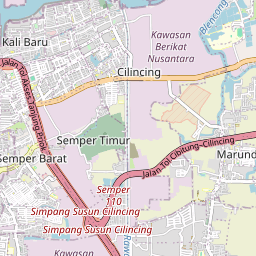 Kali Baru
Kawasan
Berikat
Nusantara
Blencong
Cilincing
Jalan Tol Akses Tanjung Priok
Semper Timur
Semper Barat
Jalan Tol Cibitung-Cilincing
Marund
Semper
110
Simpang Susun Cilincing
Simpang Susun Cilincing
Kawasan